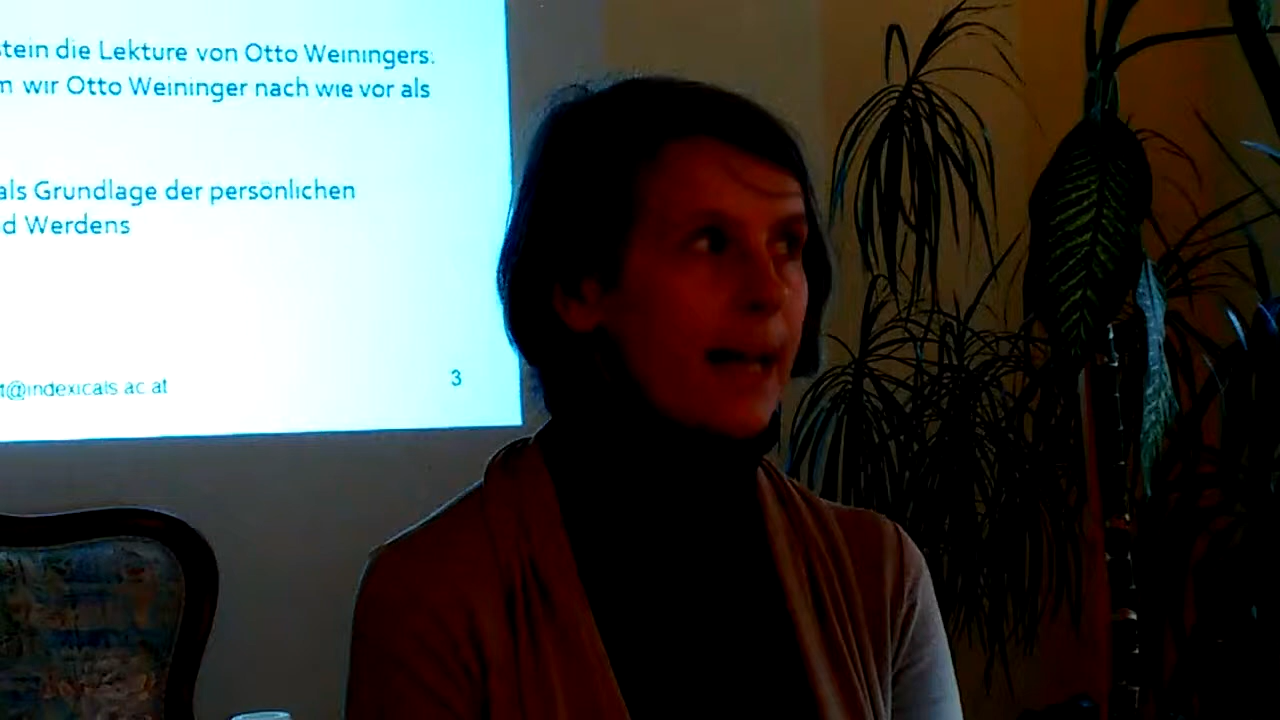 stein die Lekture von Otto Weiningers:
m wir Otto Weininger nach wie vor als
als Grundlage der persönlichen
d Werdens
t@indexicals ac at
3